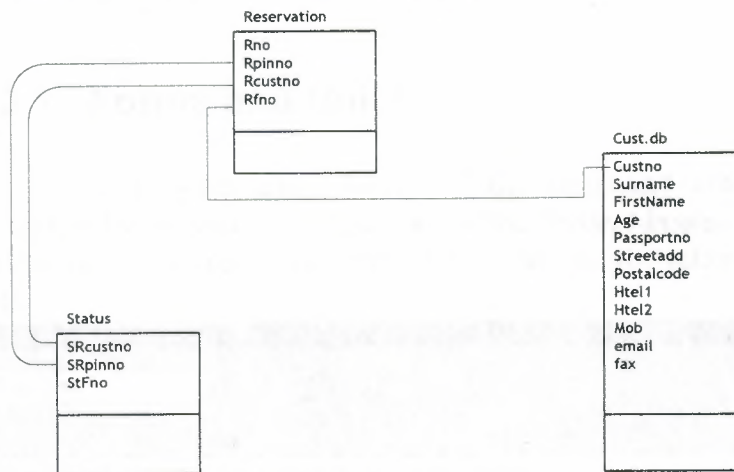 Reservation
Rno
Rpinno
Rcustno
Rfno
Cust.db
Custno
Surname
FirstName
Age
Passportno
Streetadd
Postalcode
Htel1
Htel2
Mob
email
fax
Status
SRcustno
SRpinno
StFno